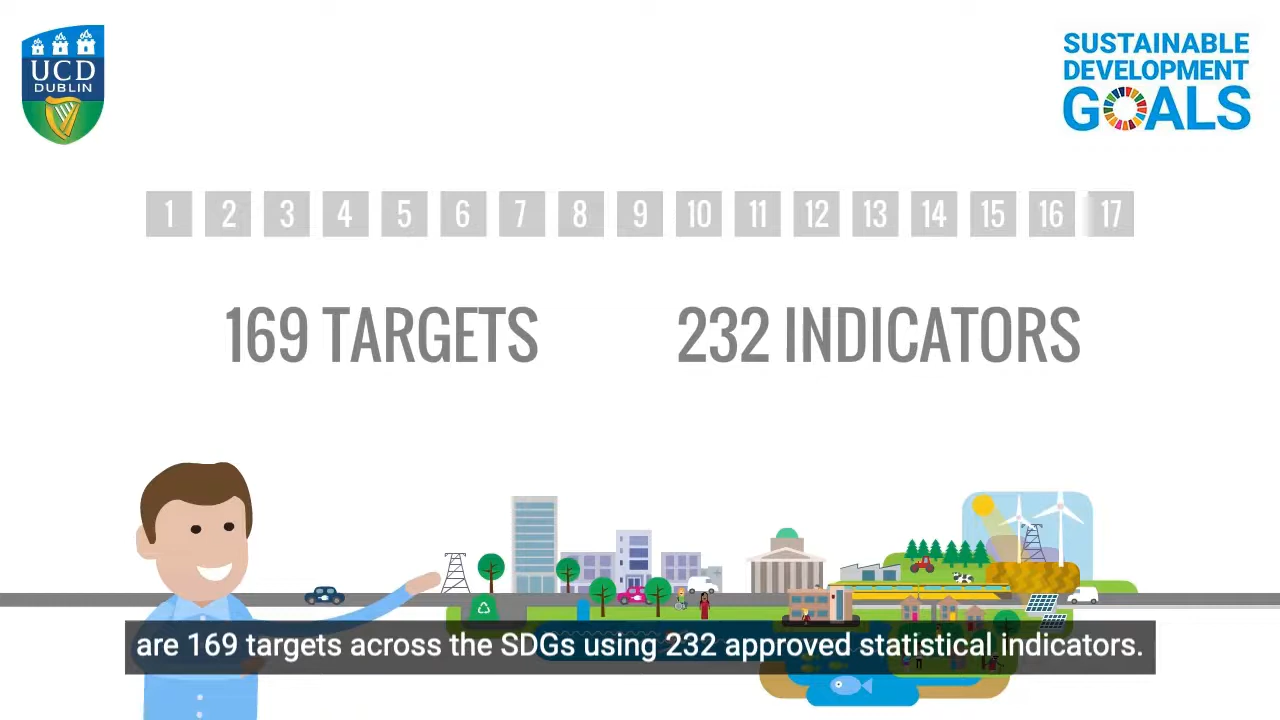 UCD
DUBLIN
SUSTAINABLE
DEVELOPMENT
GOALS
1 2 3 4 5 6 7 8 9 10 11 12 13 14 15 16 17
169 TARGETS 232 INDICATORS
are 169 targets across the SDGs using 232 approved statistical indicators.